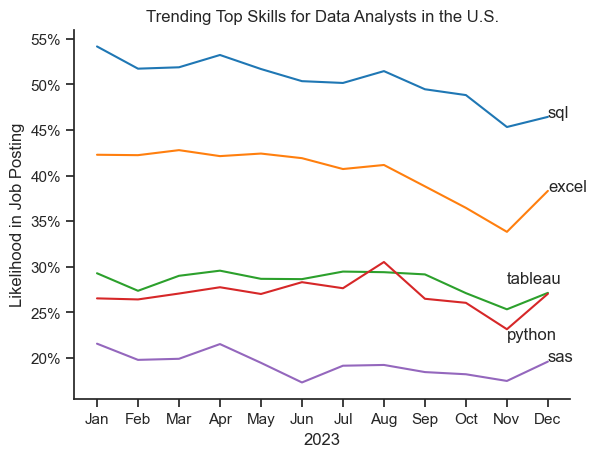 Trending Top Skills for Data Analysts in the U.S.
55%
50%
45%
40%
35%
30%
25%
20%
Likelihood in Job Posting
sql
excel
tableau
python
sas
Jan Feb Mar Apr May Jun Jul Aug Sep Oct Nov Dec
2023